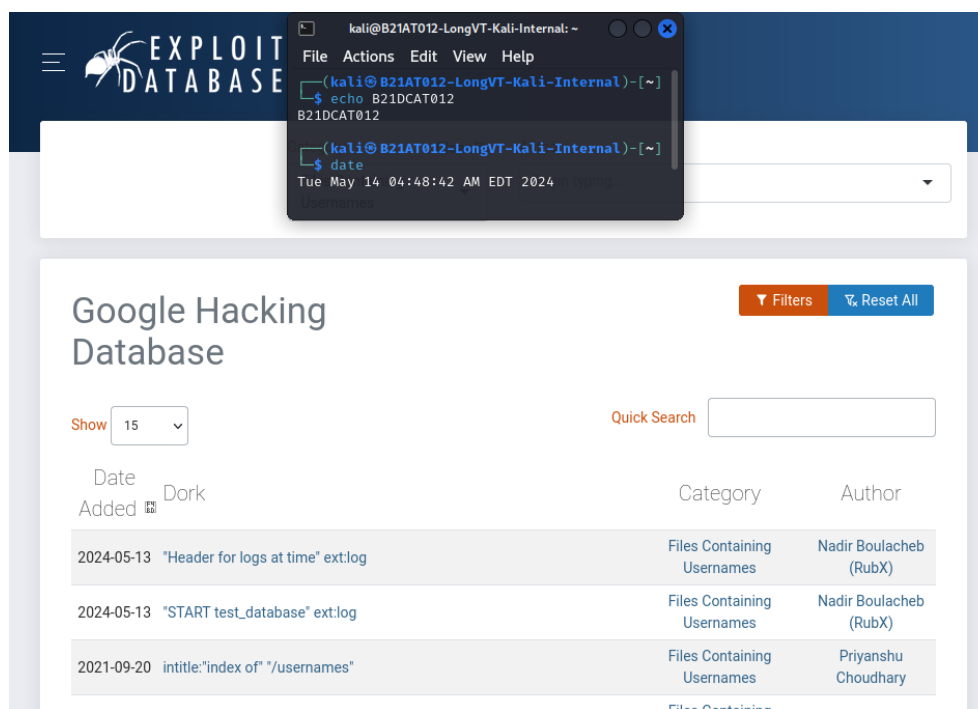 EXPLOIT
DATABASE
kali@B21AT012-LongVT-Kali-Internal: ~
File Actions Edit View Help
┌──(kali㉿B21AT012-LongVT-Kali-Internal)-[~]
└─$ echo B21DCAT012
B21DCAT012
┌──(kali㉿B21AT012-LongVT-Kali-Internal)-[~]
└─$ date
Tue May 14 04:48:42 AM EDT 2024
typing...
Usernames
Google Hacking
Database
Filters
Reset All
Show 15
Quick Search
Date
Added Dork Category Author
2024-05-13 "Header for logs at time" ext:log Files Containing Usernames Nadir Boulacheb (RubX)
2024-05-13 "START test_database" ext:log Files Containing Usernames Nadir Boulacheb (RubX)
2021-09-20 intitle:"index of" "/usernames" Files Containing Usernames Priyanshu Choudhary
Files Containing